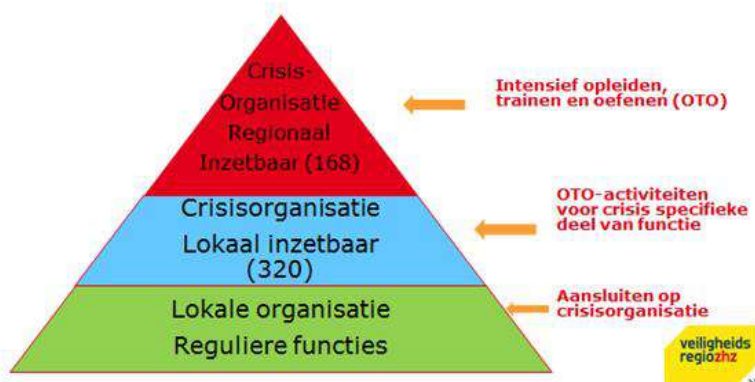 Crisis-
Organisatie
Regionaal
Inzetbaar (168)
Intensief opleiden,
trainen en oefenen (OTO)
Crisisorganisatie
Lokaal inzetbaar
(320)
OTO-activiteiten
voor crisis specifieke
deel van functie
Lokale organisatie
Reguliere functies
Aansluiten op
crisisorganisatie
veiligheids
regiozhz